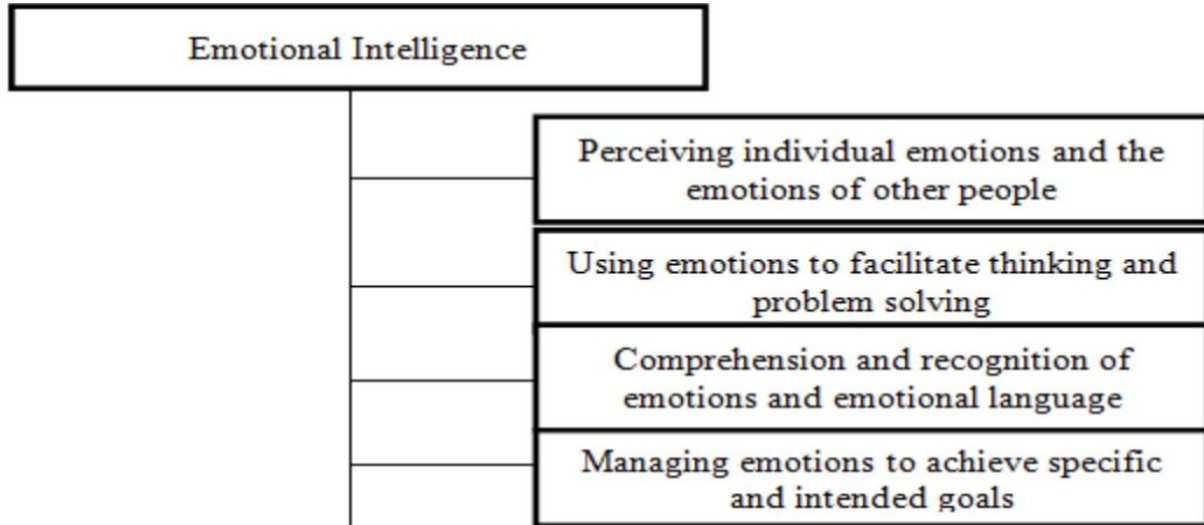 Emotional Intelligence
Perceiving individual emotions and the
emotions of other people
Using emotions to facilitate thinking and
problem solving
Comprehension and recognition of
emotions and emotional language
Managing emotions to achieve specific
and intended goals